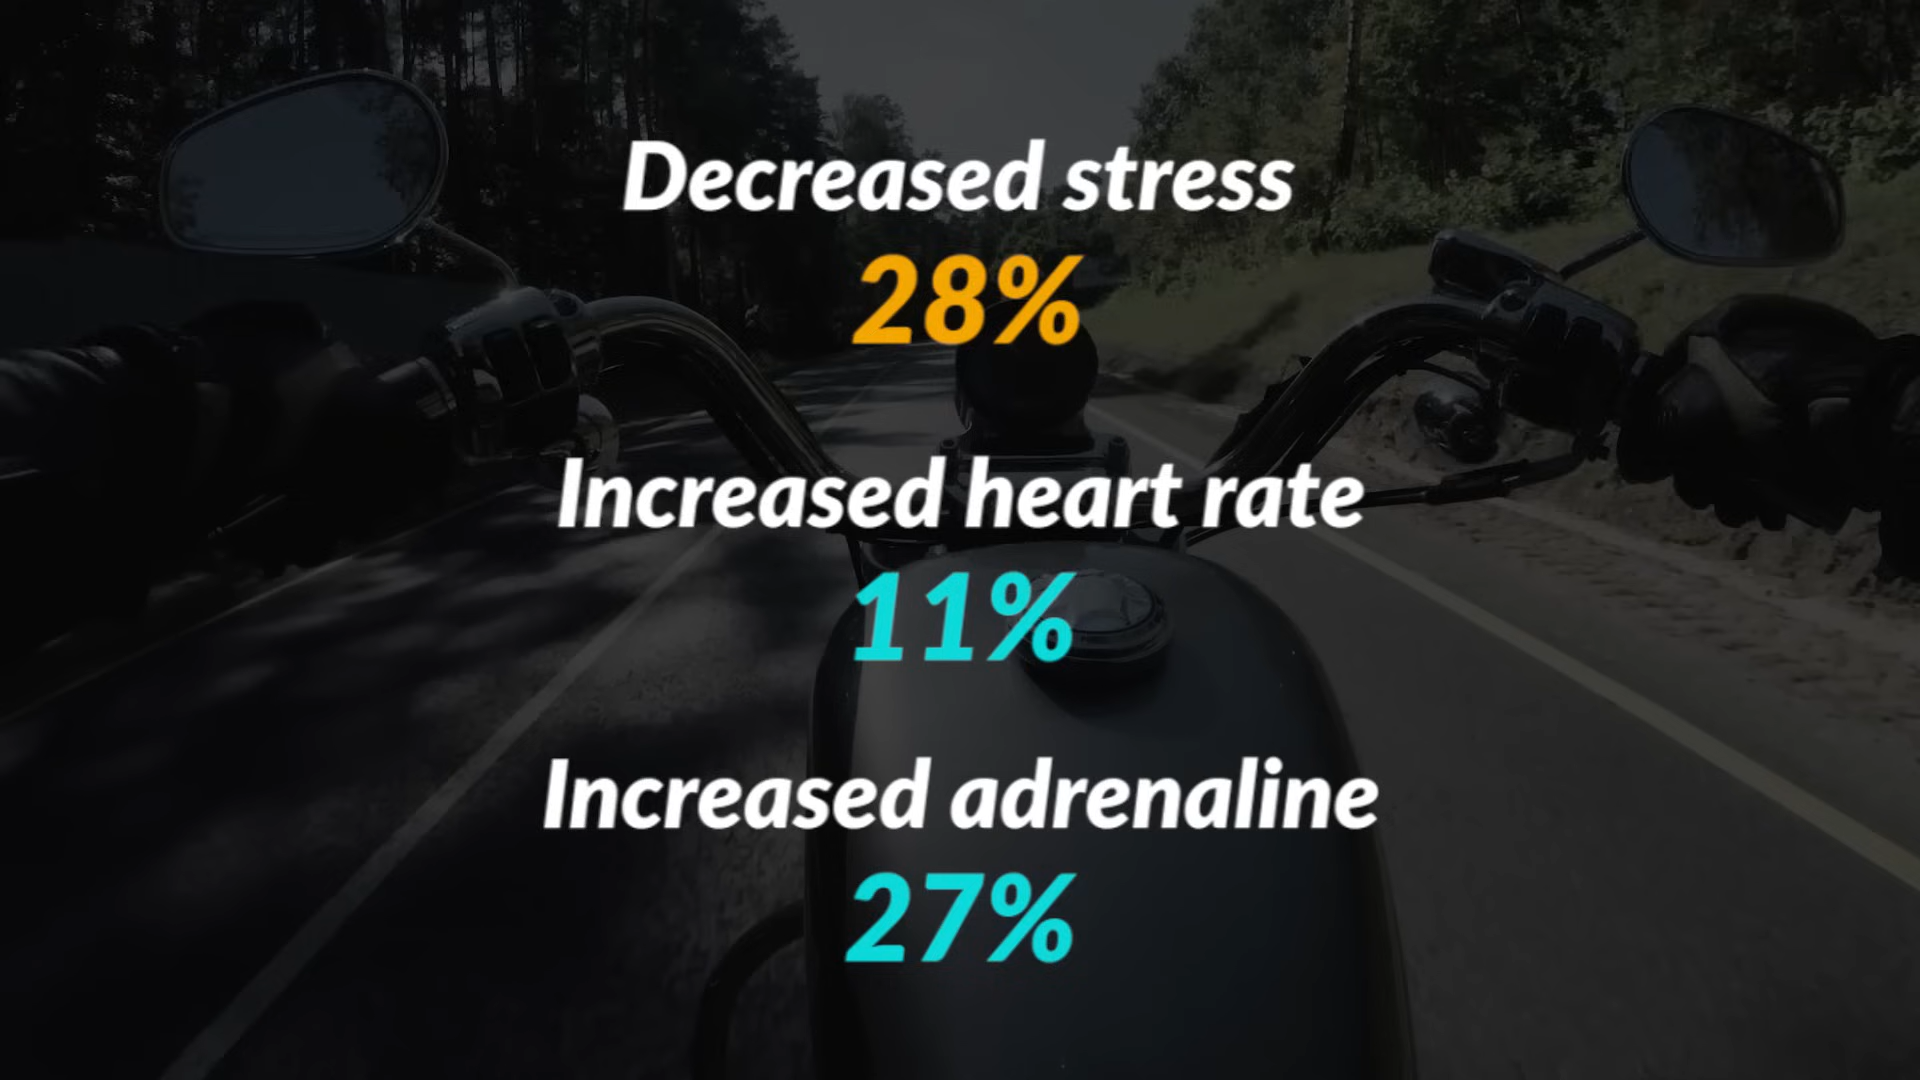 Decreased stress
28%
Increased heart rate
11%
Increased adrenaline
27%